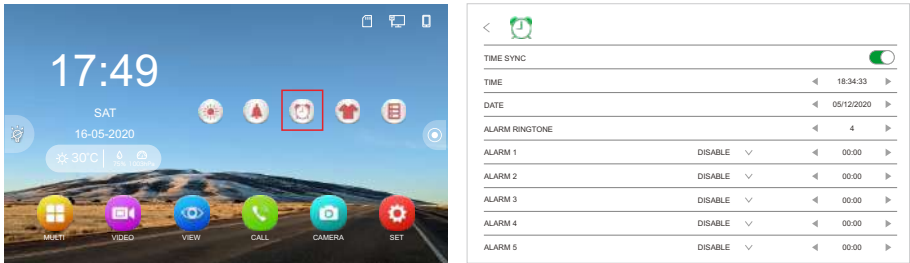 17:49
SAT
16-05-2020
30°C
MULTI
VIDEO
VIEW
CALL
CAMERA
SET
TIME SYNC
TIME 18:34:33
DATE 05/12/2020
ALARM RINGTONE 4
ALARM 1 DISABLE 00:00
ALARM 2 DISABLE 00:00
ALARM 3 DISABLE 00:00
ALARM 4 DISABLE 00:00
ALARM 5 DISABLE 00:00